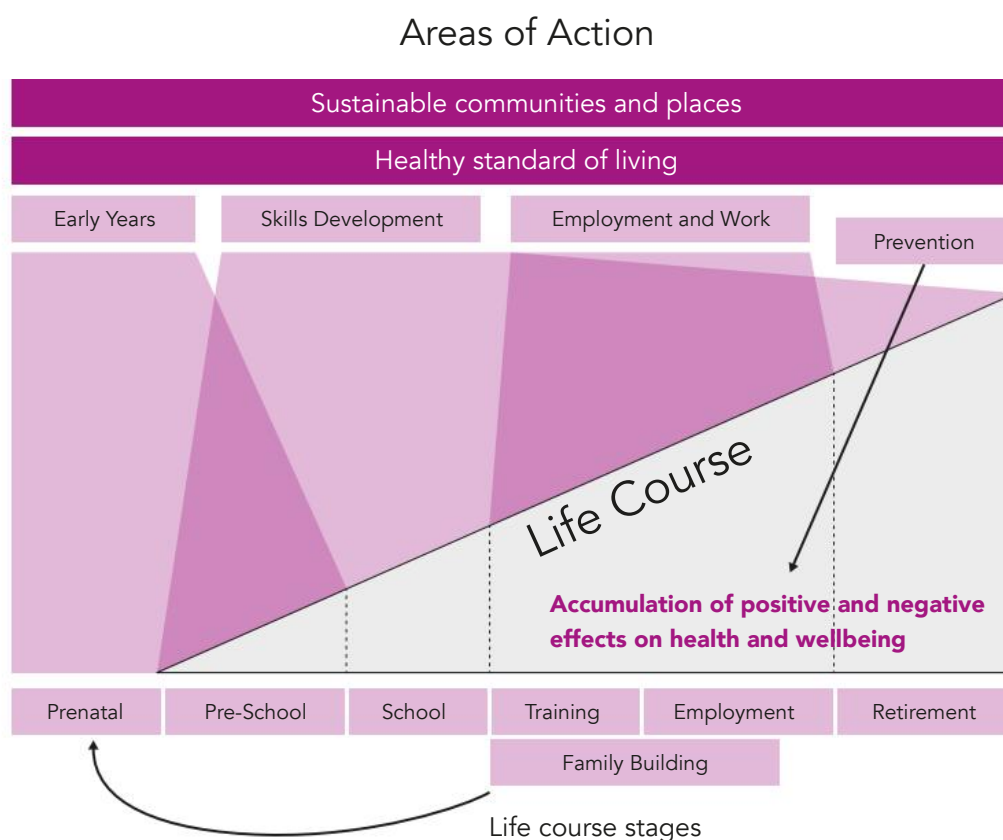 Areas of Action
Sustainable communities and places
Healthy standard of living
Early Years
Skills Development
Employment and Work
Prevention
Life Course
Accumulation of positive and negative
effects on health and wellbeing
Prenatal
Pre-School
School
Training
Employment
Retirement
Family Building
Life course stages